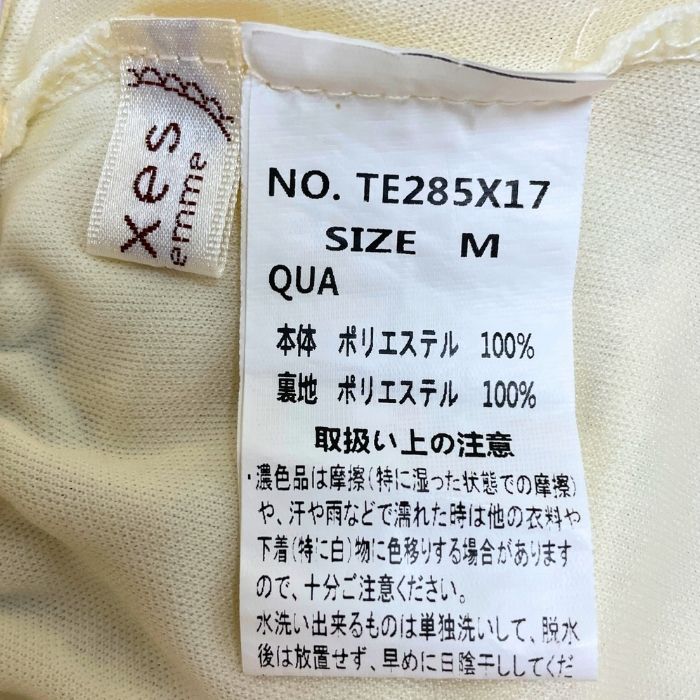 xes
emme
NO. TE285X17
SIZE M
QUA
本体 ポリエステル 100%
裏地 ポリエステル 100%
取扱い上の注意
・濃色品は摩擦(特に湿った状態での摩擦)
や、汗や雨などで濡れた時は他の衣料や
下着(特に白)物に色移りする場合があります
ので、十分ご注意ください。
水洗い出来るものは単独洗いして、脱水
後は放置せず、早めに日陰干ししてくだ